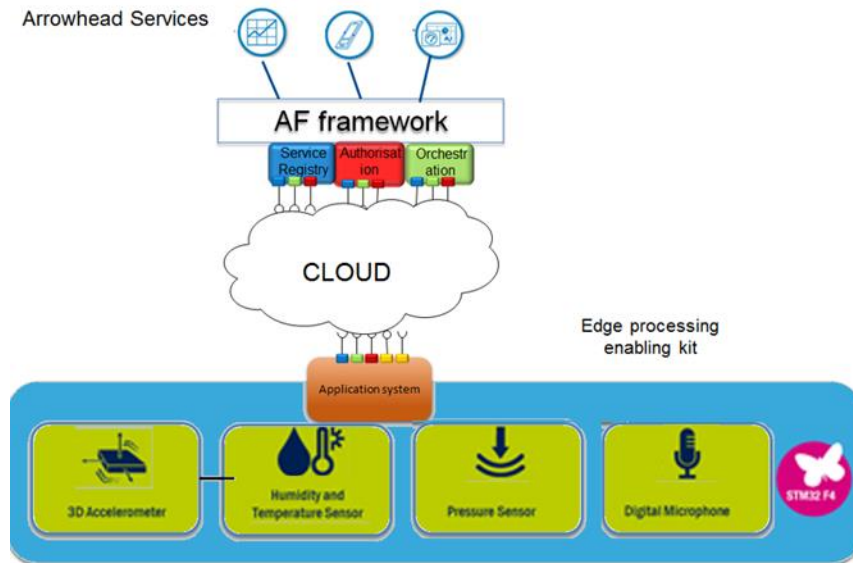 Arrowhead Services
AF framework
Service
Registry
Authorisat
ion
Orchestr
ation
CLOUD
Edge processing
enabling kit
Application system
3D Accelerometer
Humidity and
Temperature Sensor
Pressure Sensor
Digital Microphone
STM32 F4